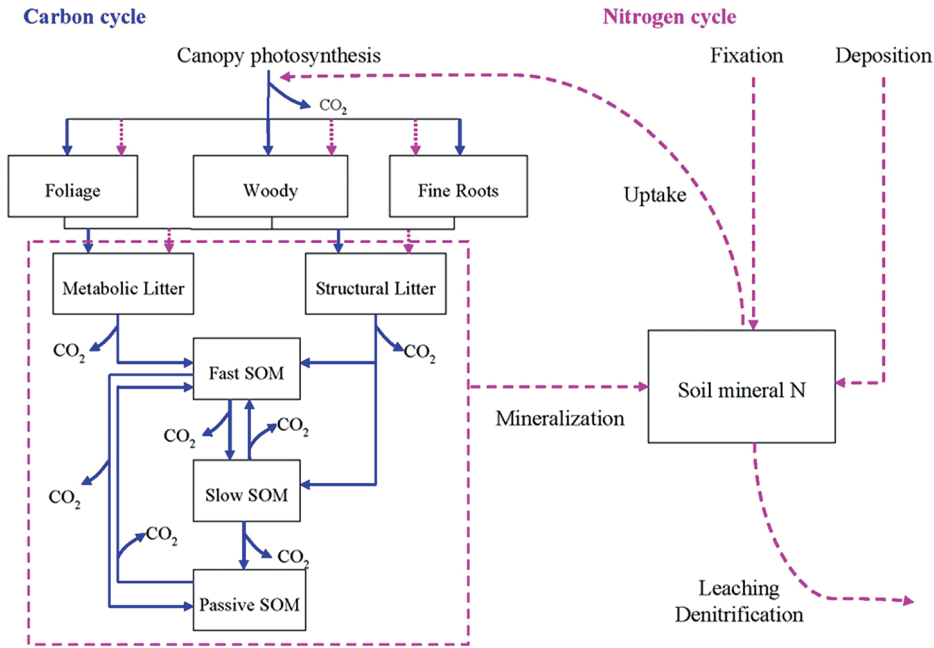 Carbon cycle
Nitrogen cycle
Canopy photosynthesis
Fixation
Deposition
CO2
Foliage
Woody
Fine Roots
Uptake
Metabolic Litter
Structural Litter
CO2
CO2
Fast SOM
Soil mineral N
Mineralization
CO2
CO2
CO2
Slow SOM
CO2
CO2
Passive SOM
Leaching
Denitrification